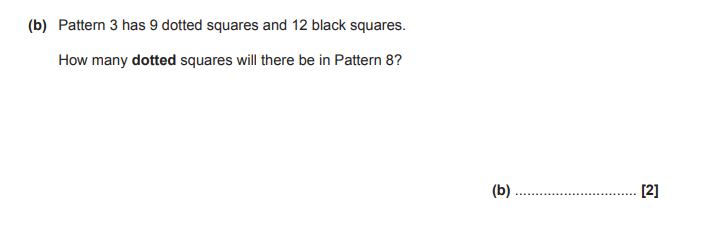 (b) Pattern 3 has 9 dotted squares and 12 black squares.
How many dotted squares will there be in Pattern 8?
(b) .............................. [2]